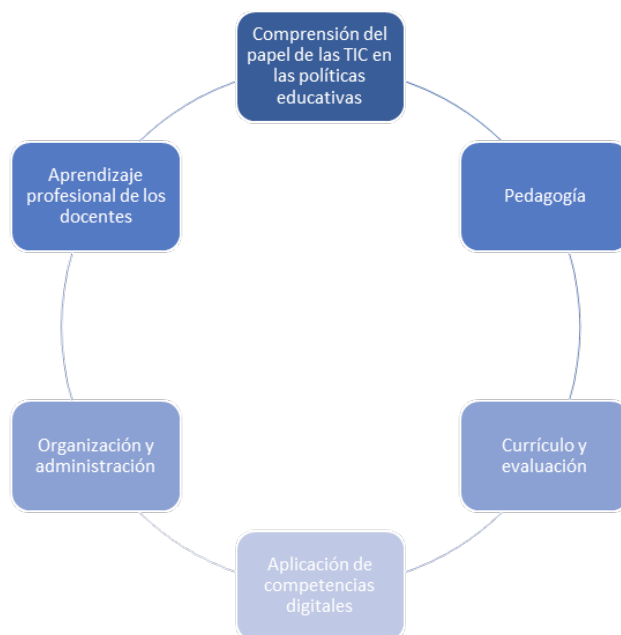 Comprensión del
papel de las TIC en
las políticas
educativas
Pedagogía
Currículo y
evaluación
Aplicación de
competencias
digitales
Organización y
administración
Aprendizaje
profesional de los
docentes